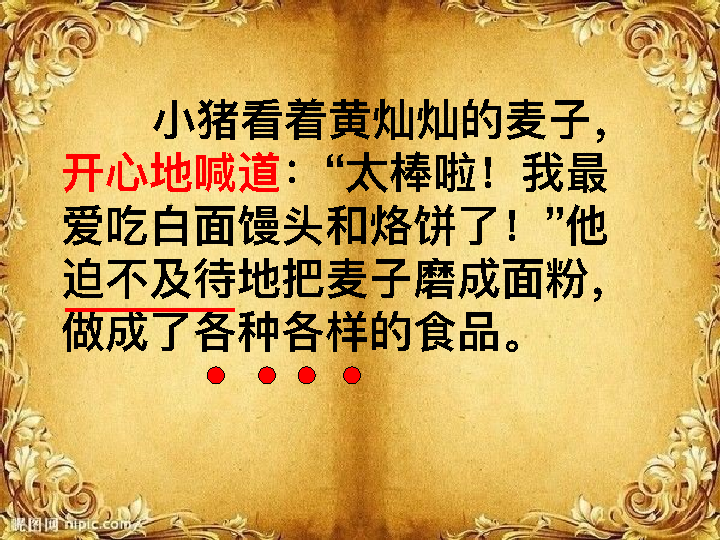 小猪看着黄灿灿的麦子，
开心地喊道：“太棒啦！我最
爱吃白面馒头和烙饼了！”他
迫不及待地把麦子磨成面粉，
做成了各种各样的食品。
昵图网 nipic.com